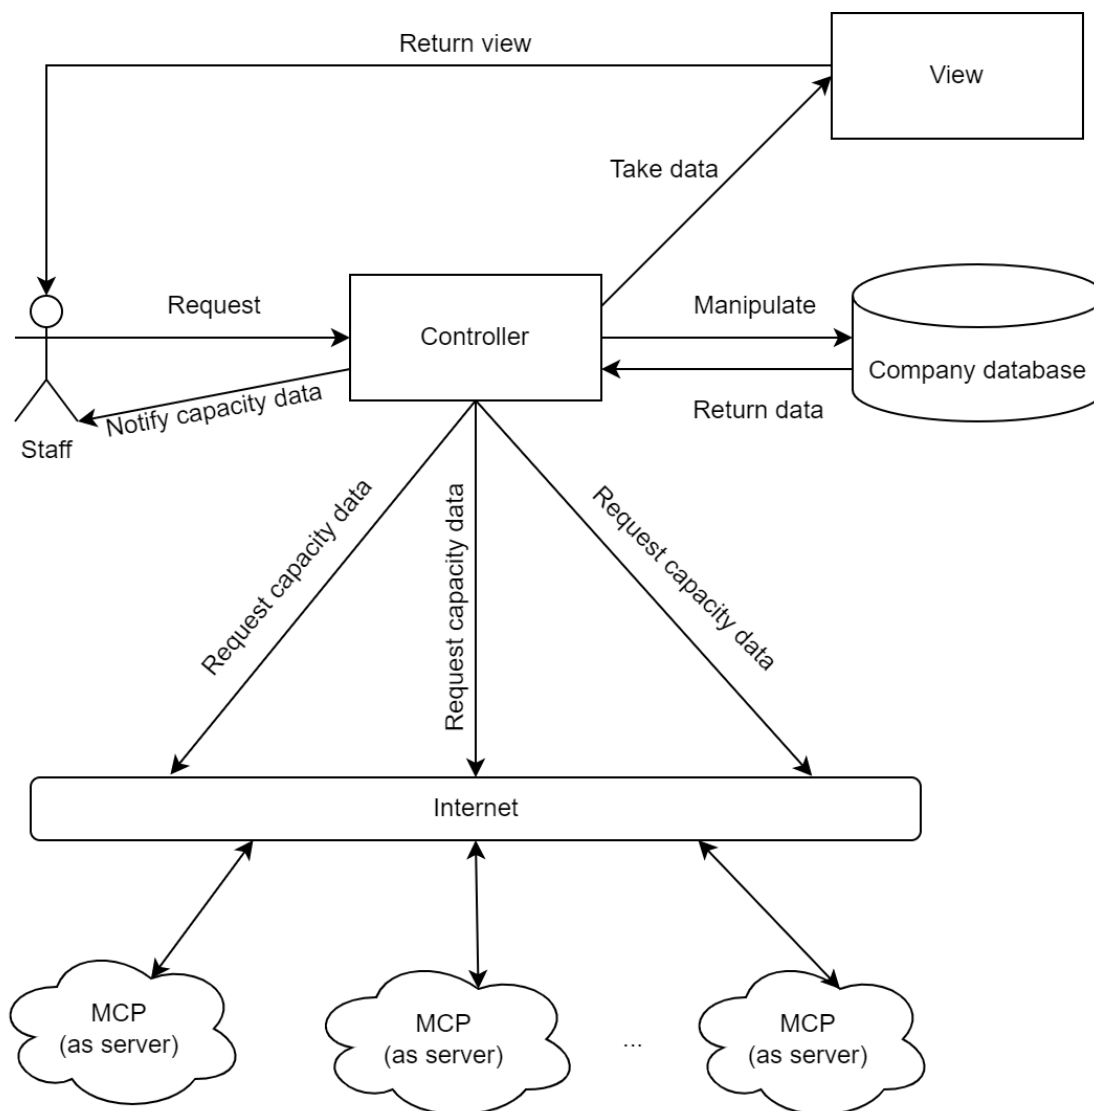 Return view
View
Take data
Request
Controller
Manipulate
Company database
Return data
Notify capacity data
Staff
Request capacity data
Request capacity data
Request capacity data
Internet
MCP
(as server)
MCP
(as server)
...
MCP
(as server)